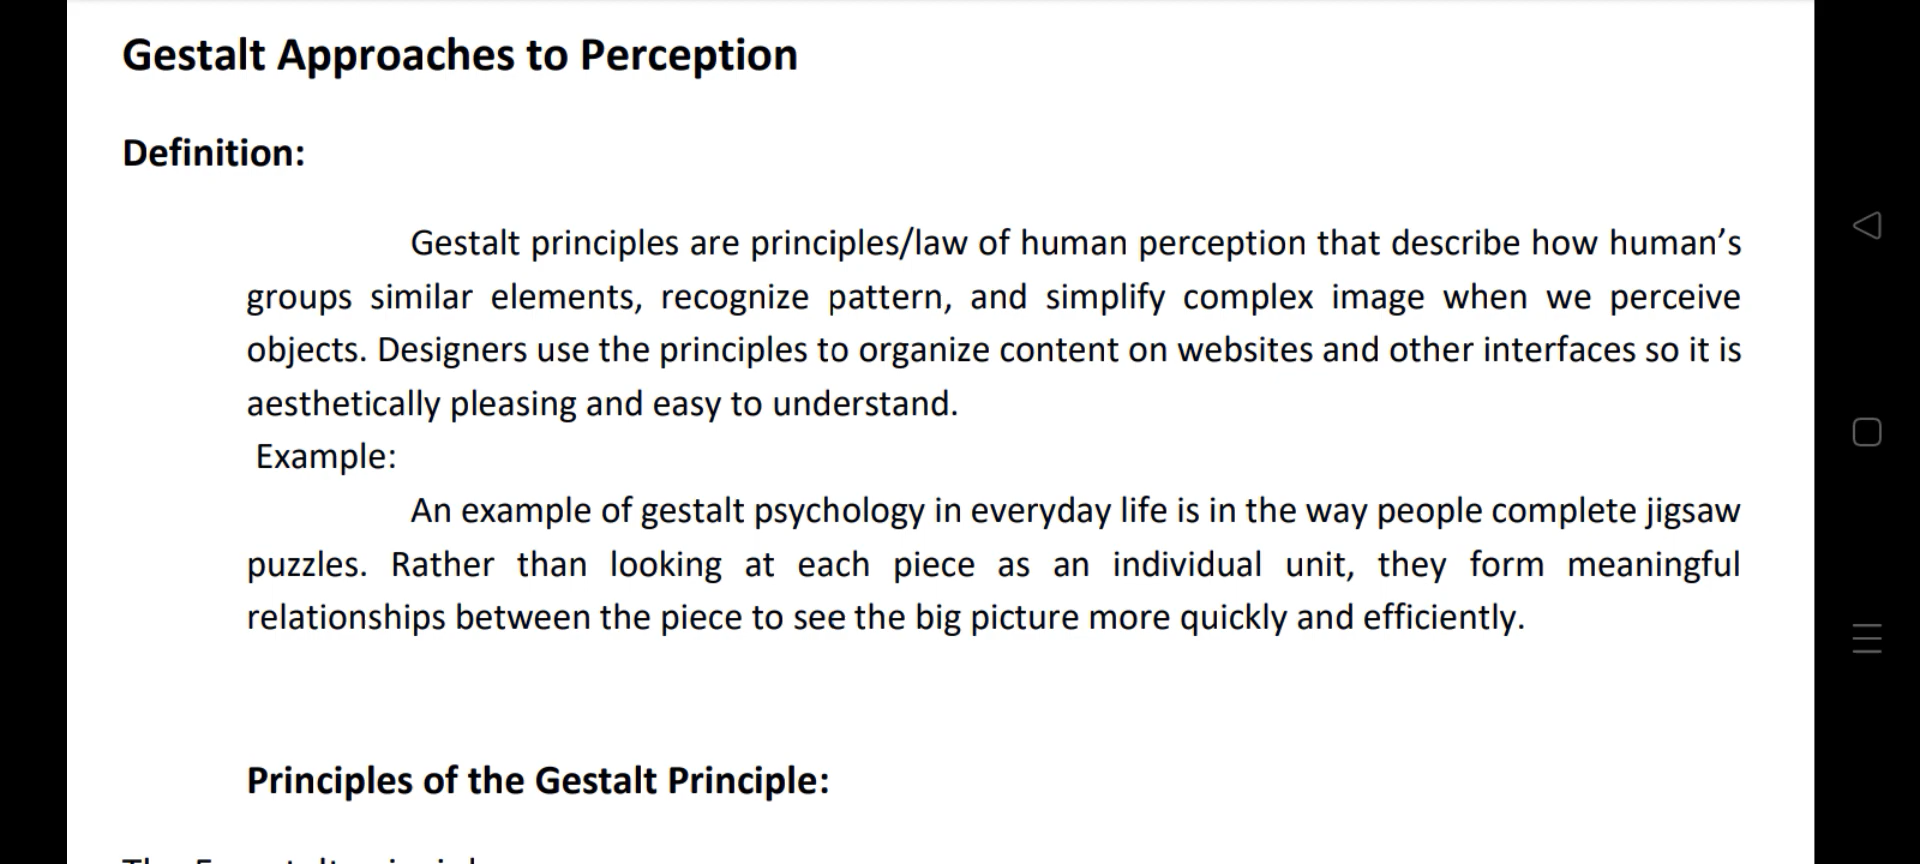 Gestalt Approaches to Perception
Definition:
Gestalt principles are principles/law of human perception that describe how human’s
groups similar elements, recognize pattern, and simplify complex image when we perceive
objects. Designers use the principles to organize content on websites and other interfaces so it is
aesthetically pleasing and easy to understand.
Example:
An example of gestalt psychology in everyday life is in the way people complete jigsaw
puzzles. Rather than looking at each piece as an individual unit, they form meaningful
relationships between the piece to see the big picture more quickly and efficiently.
Principles of the Gestalt Principle: